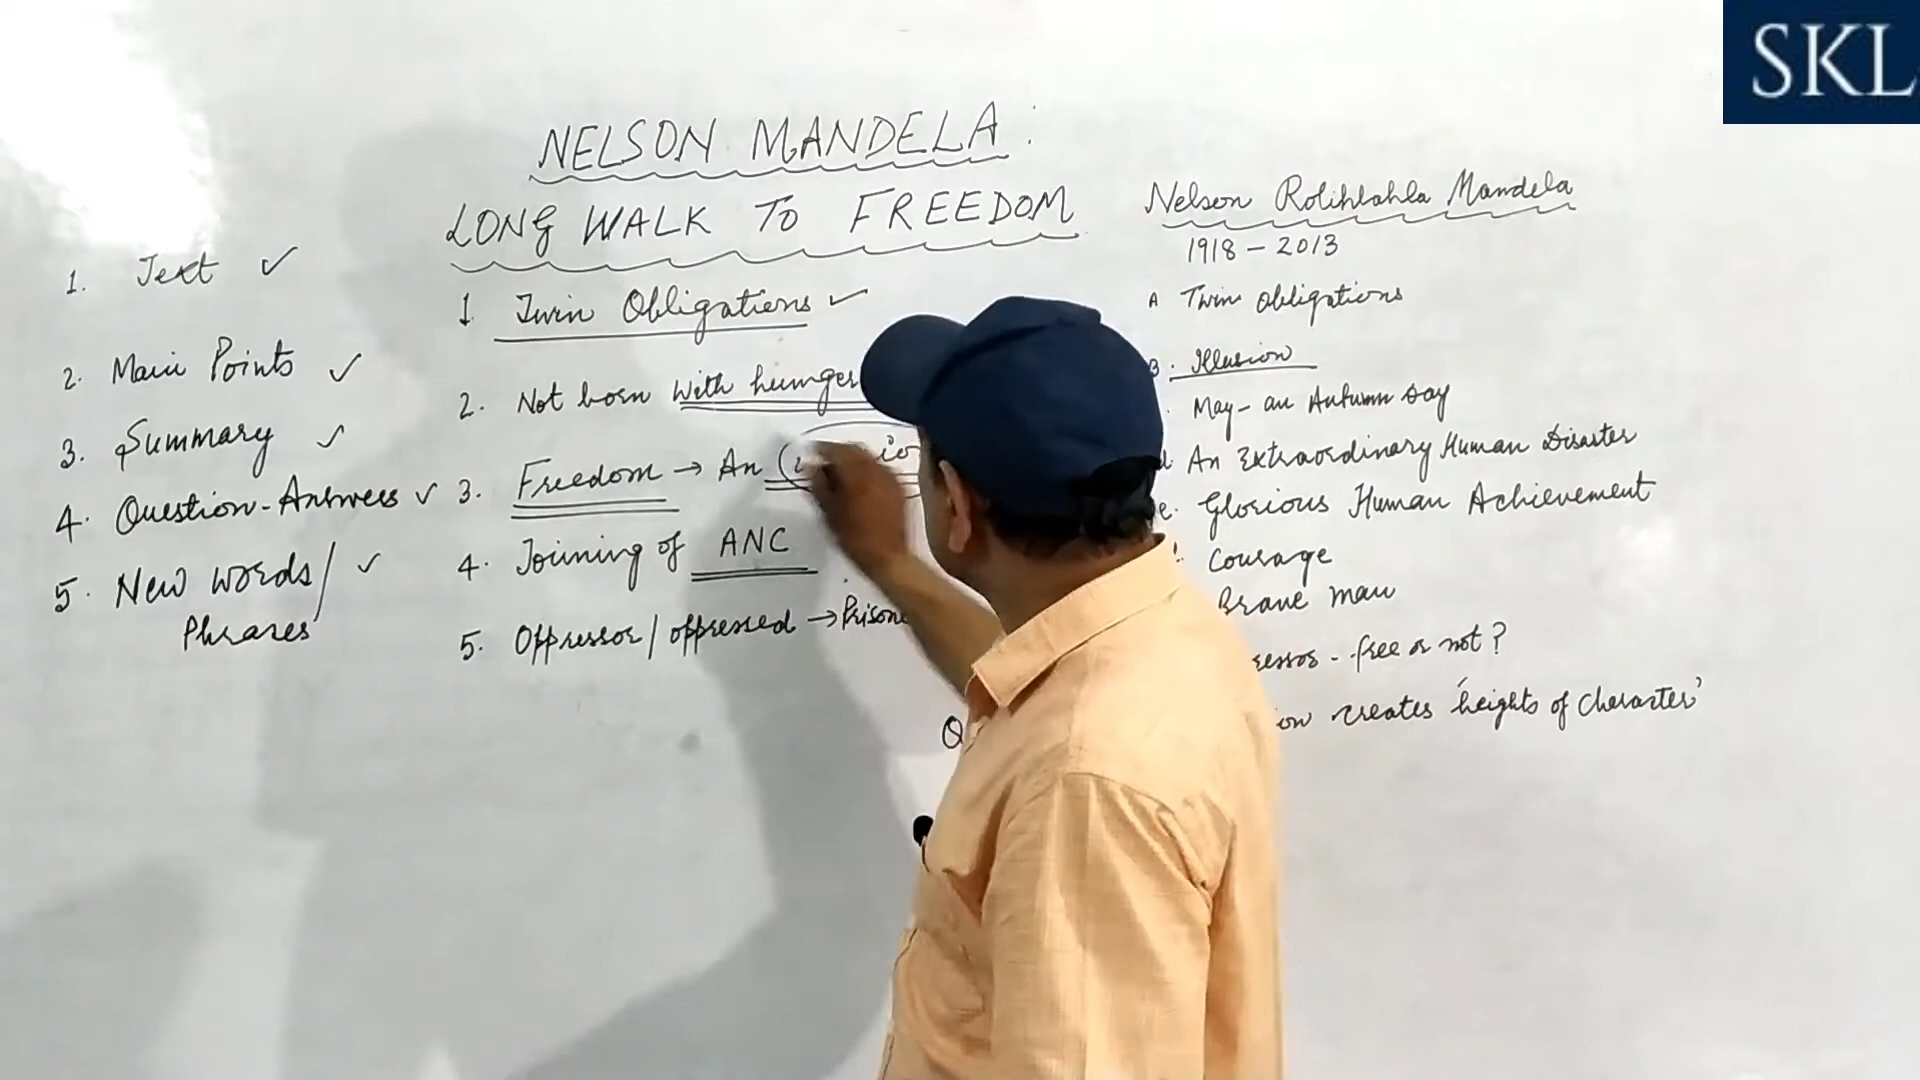 SKL
NELSON MANDELA:
LONG WALK TO FREEDOM
1. Text ✓
2. Main Points ✓
3. Summary ✓
4. Question-Answers ✓
5. New words/ ✓
Phrases
1 Twin Obligations ✓
2. Not born with hunger
3. Freedom → An
4. Joining of ANC
5. Oppressor/oppressed → Prisone
Nelson Rolihlahla Mandela
1918 - 2013
A Twin obligations
B. Illusion
May - an Autumn Day
d. An Extraordinary Human Disaster
e. Glorious Human Achievement
Courage
Brave man
essor - free or not?
Q
ion creates 'heights of character'